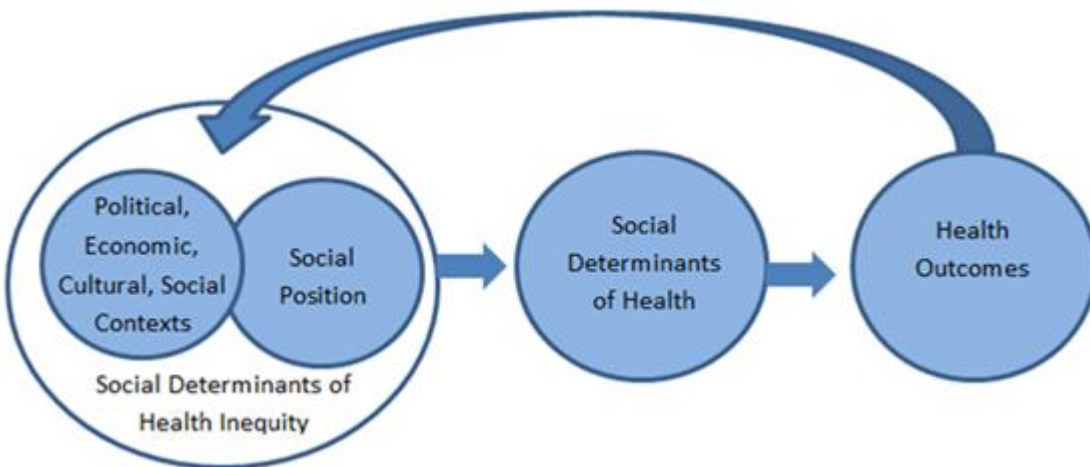 Political,
Economic,
Cultural, Social
Contexts
Social
Position
Social Determinants of
Health Inequity
Social
Determinants
of Health
Health
Outcomes